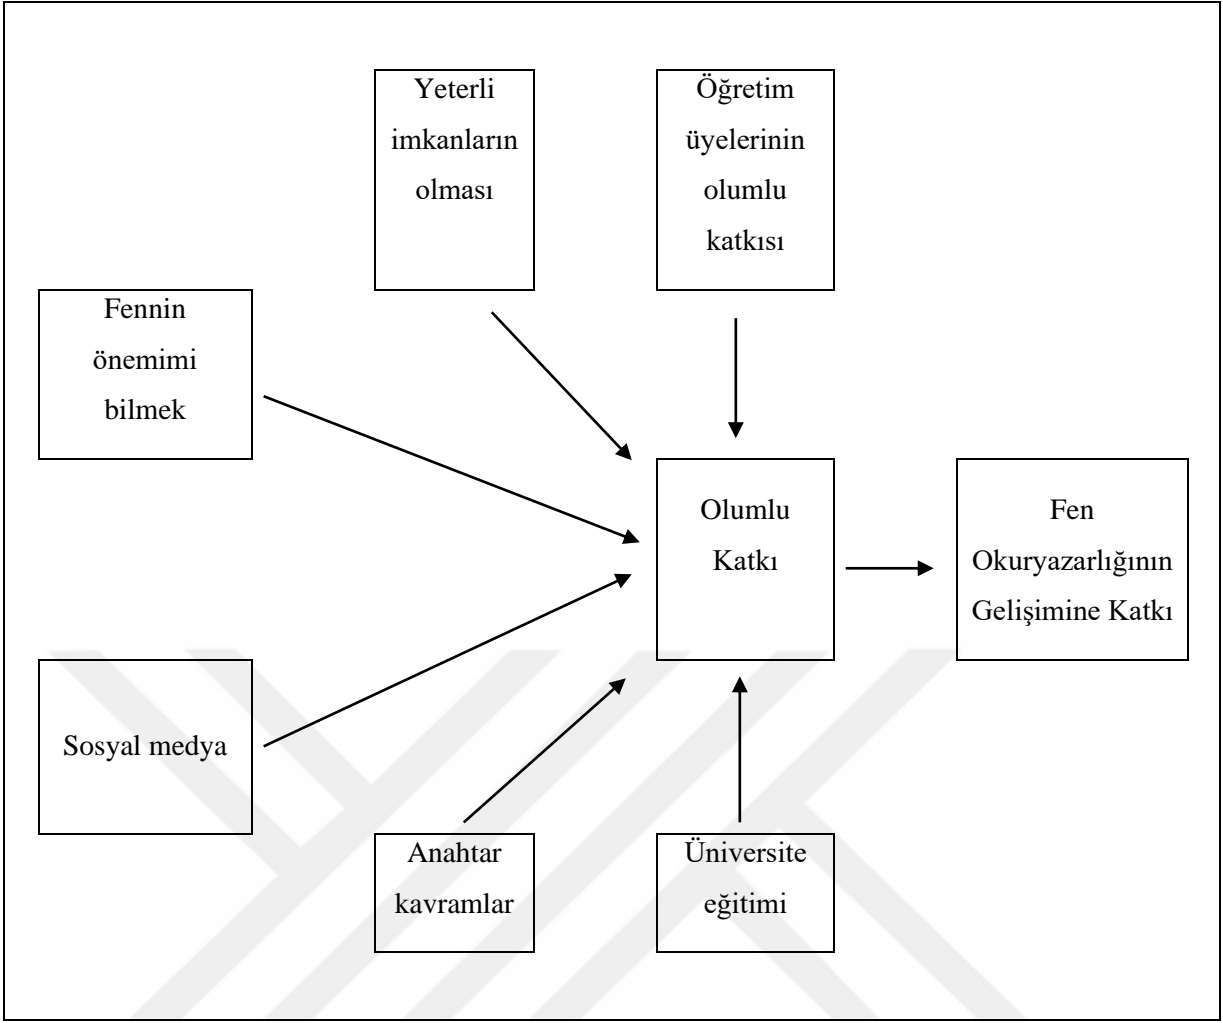 Yeterli
imkanların
olması
Öğretim
üyelerinin
olumlu
katkısı
Fennin
önemimi
bilmek
Olumlu
Katkı
Fen
Okuryazarlığının
Gelişimine Katkı
Sosyal medya
Anahtar
kavramlar
Üniversite
eğitimi